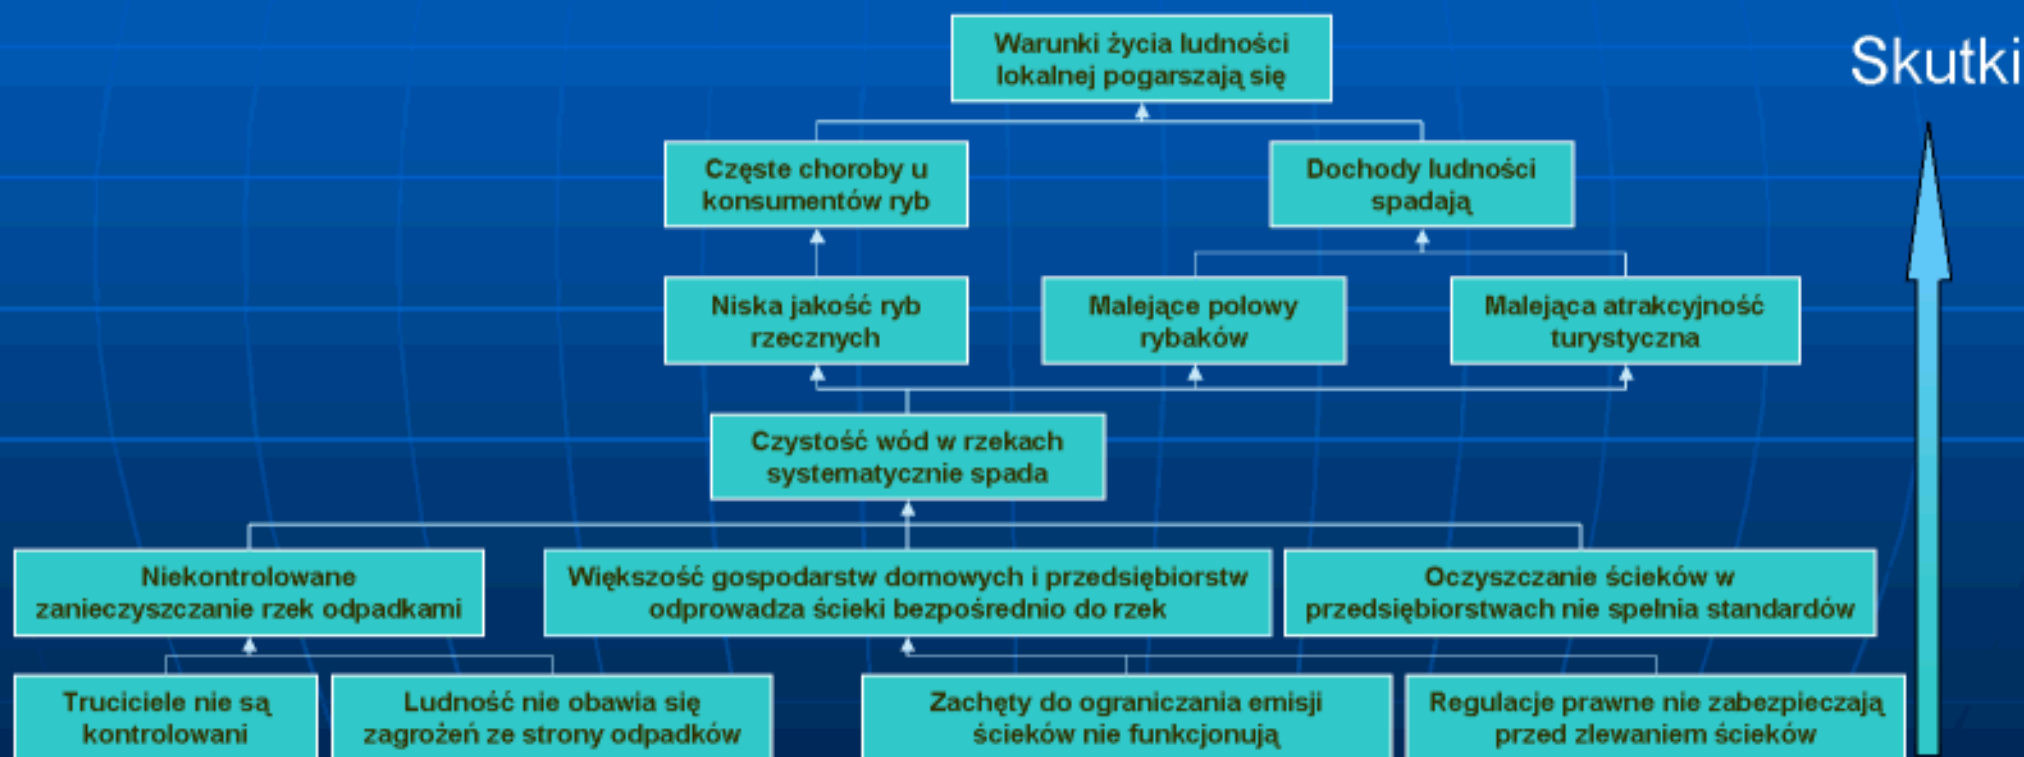 Skutki
Warunki życia ludności
lokalnej pogarszają się
Częste choroby u
konsumentów ryb
Dochody ludności
spadają
Niska jakość ryb
rzecznych
Malejące polowy
rybaków
Malejąca atrakcyjność
turystyczna
Czystość wód w rzekach
systematycznie spada
Niekontrolowane
zanieczyszczanie rzek odpadkami
Większość gospodarstw domowych i przedsiębiorstw
odprowadza ścieki bezpośrednio do rzek
Oczyszczanie ścieków w
przedsiębiorstwach nie spełnia standardów
Truciciele nie są
kontrolowani
Ludność nie obawia się
zagrożeń ze strony odpadków
Zachęty do ograniczania emisji
ścieków nie funkcjonują
Regulacje prawne nie zabezpieczają
przed zlewaniem ścieków